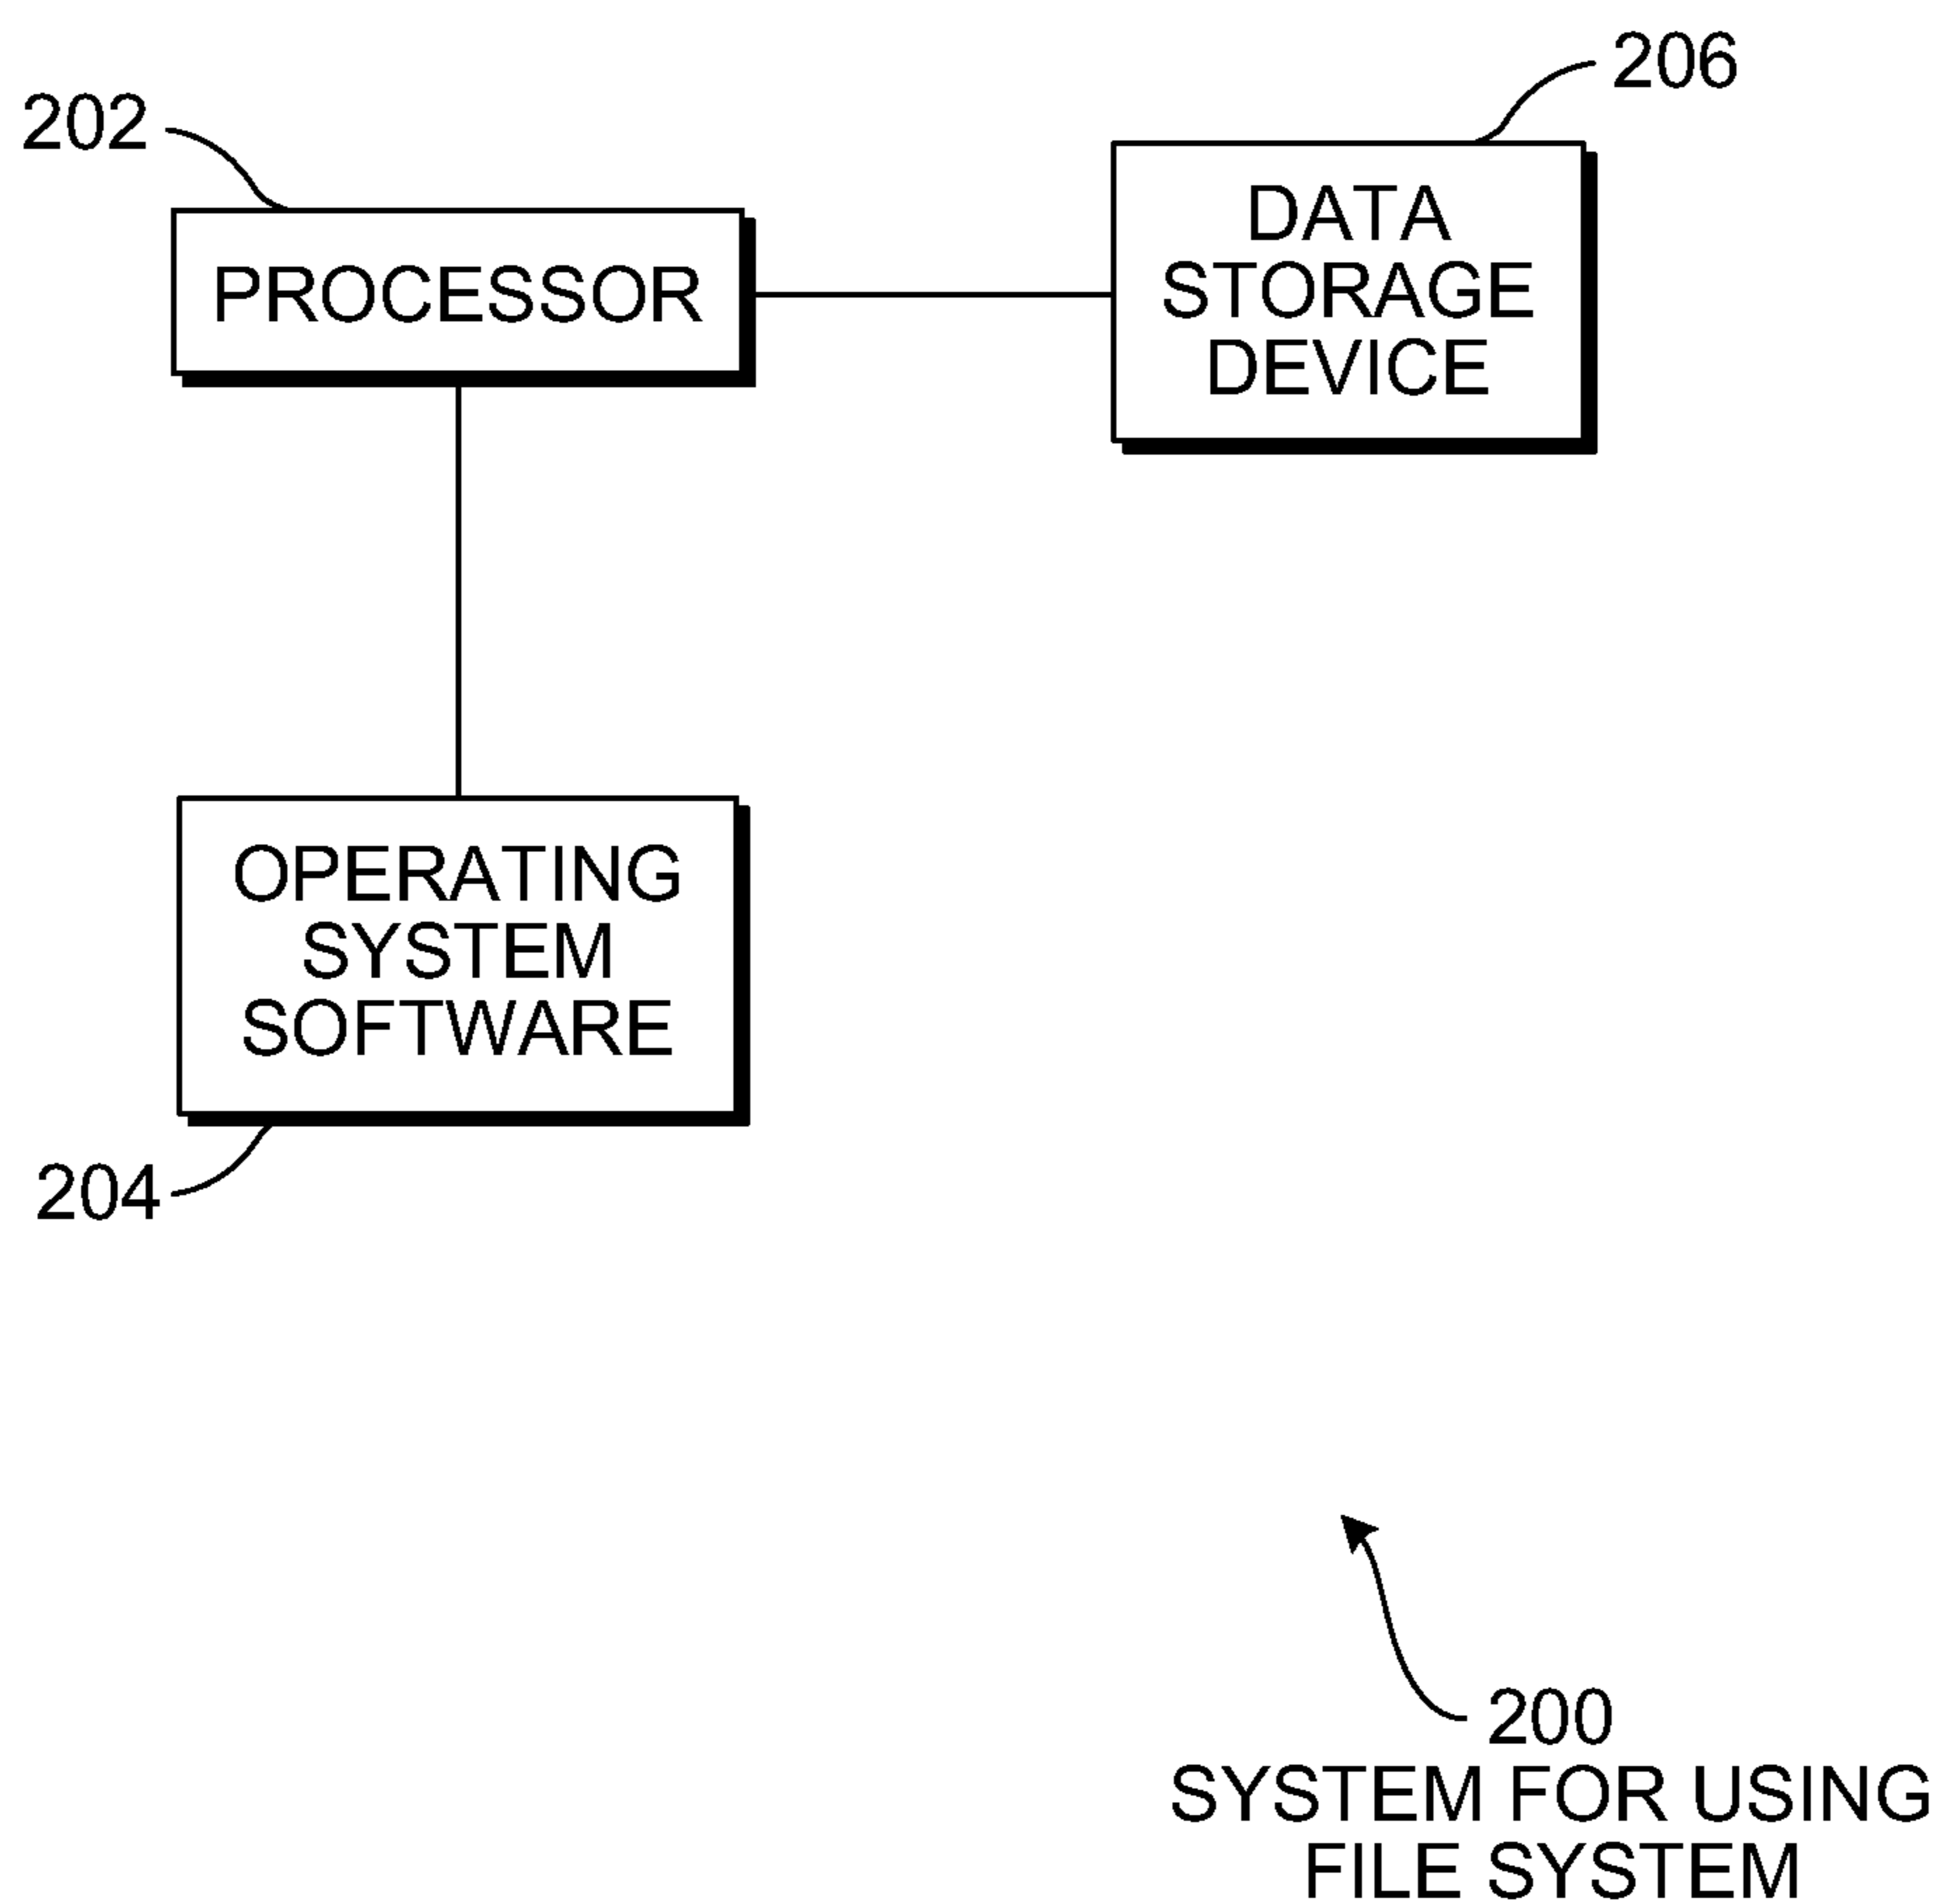 206
202
DATA
STORAGE
DEVICE
PROCESSOR
OPERATING
SYSTEM
SOFTWARE
204
200
SYSTEM FOR USING
FILE SYSTEM